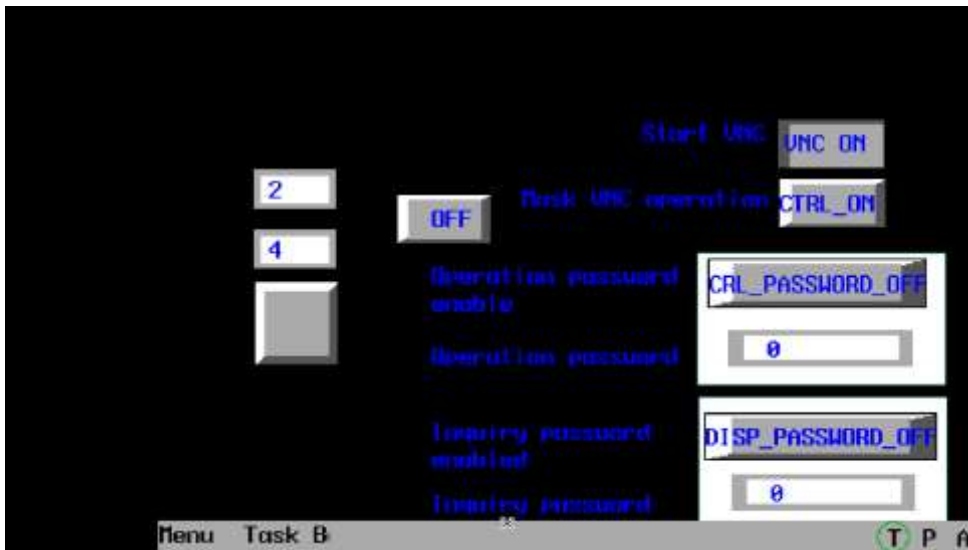 Start VNC
VNC ON
2
OFF
Mask VNC operation
CTRL_ON
4
Operation password
enable
CRL_PASSWORD_OFF
Operation password
0
Inquiry password
enabled
DISP_PASSWORD_OFF
Inquiry password
0
Menu Task B
T P A